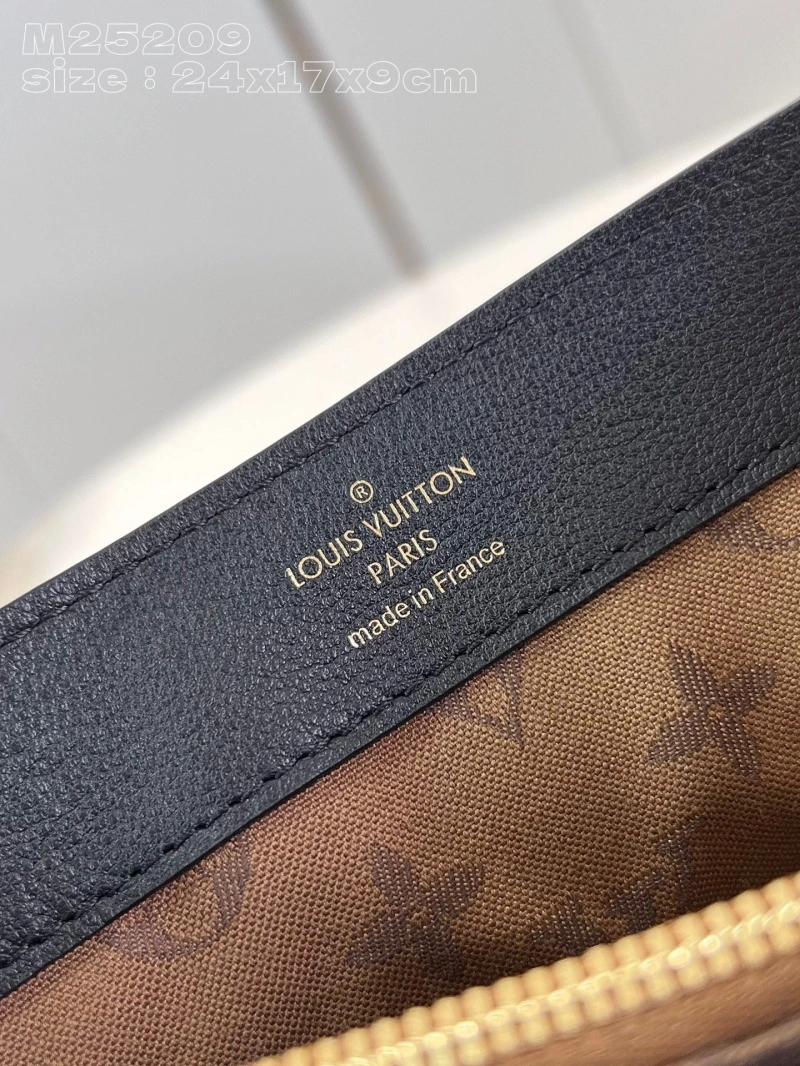 M25209
size : 24x17x9cm
®
LOUIS VUITTON
PARIS
made in France